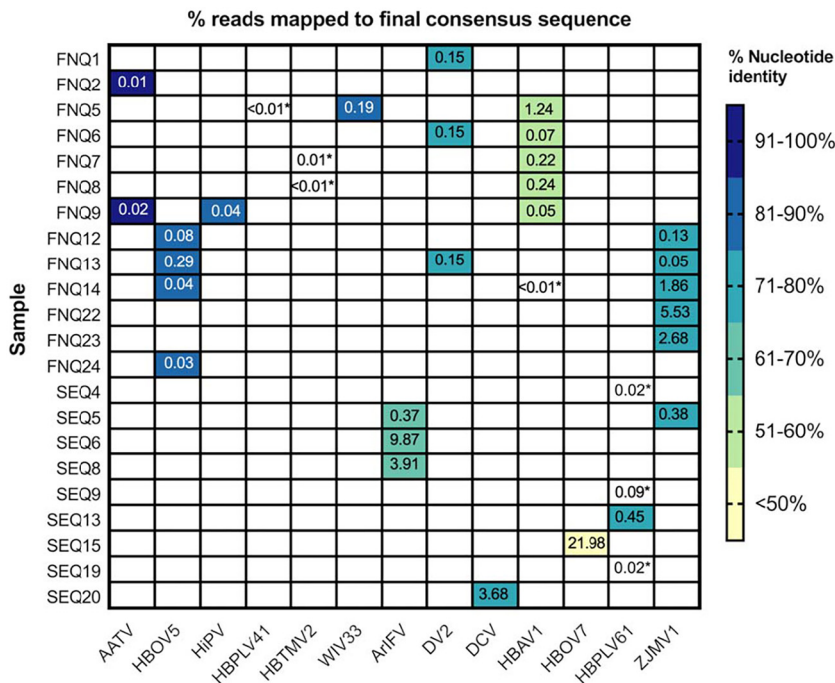 % reads mapped to final consensus sequence
Sample
FNQ1 0.15
FNQ2 0.01
FNQ5 <0.01* 0.19 1.24
FNQ6 0.15 0.07
FNQ7 0.01* 0.22
FNQ8 <0.01* 0.24
FNQ9 0.02 0.04 0.05
FNQ12 0.08 0.13
FNQ13 0.29 0.15 0.05
FNQ14 0.04 <0.01* 1.86
FNQ22 5.53
FNQ23 2.68
FNQ24 0.03
SEQ4 0.02*
SEQ5 0.37 0.38
SEQ6 9.87
SEQ8 3.91
SEQ9 0.09*
SEQ13 0.45
SEQ15 21.98
SEQ19 0.02*
SEQ20 3.68
AATV HBOV5 HiPV HBPLV41 HBTMV2 WIV33 ArIFV DV2 DCV HBAV1 HBOV7 HBPLV61 ZJMV1
% Nucleotide
identity
91-100%
81-90%
71-80%
61-70%
51-60%
<50%